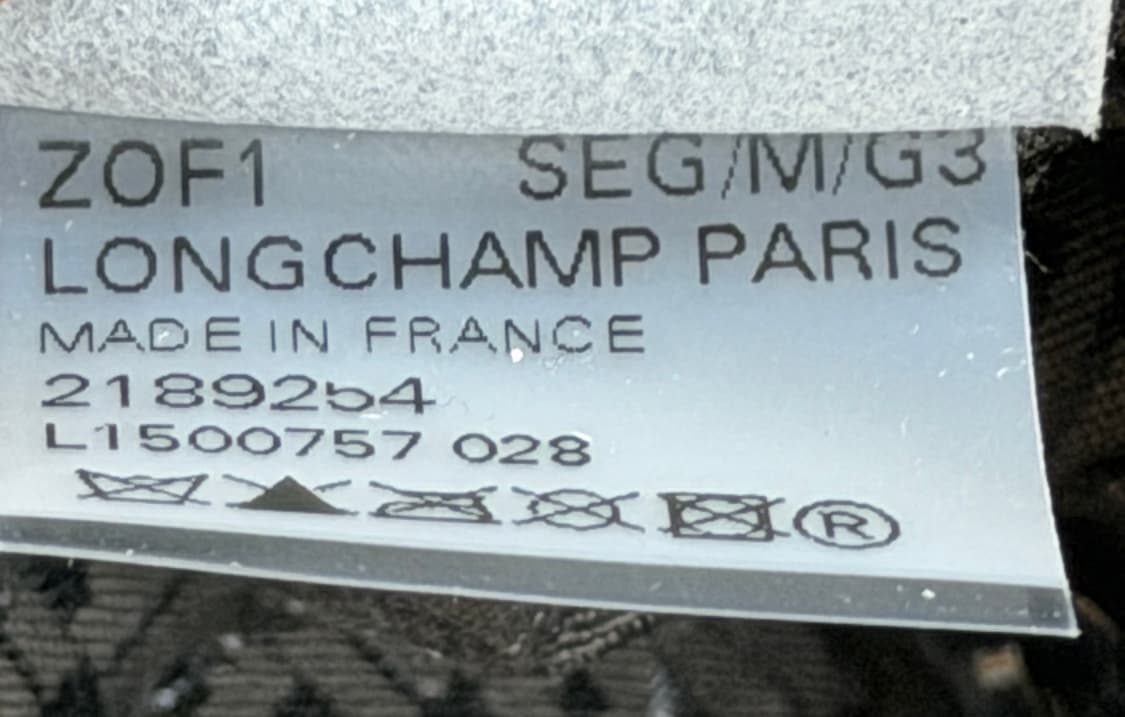 ZOF1 SEG/M/G3
LONGCHAMP PARIS
MADE IN FRANCE
2189254
L1500757 028
®